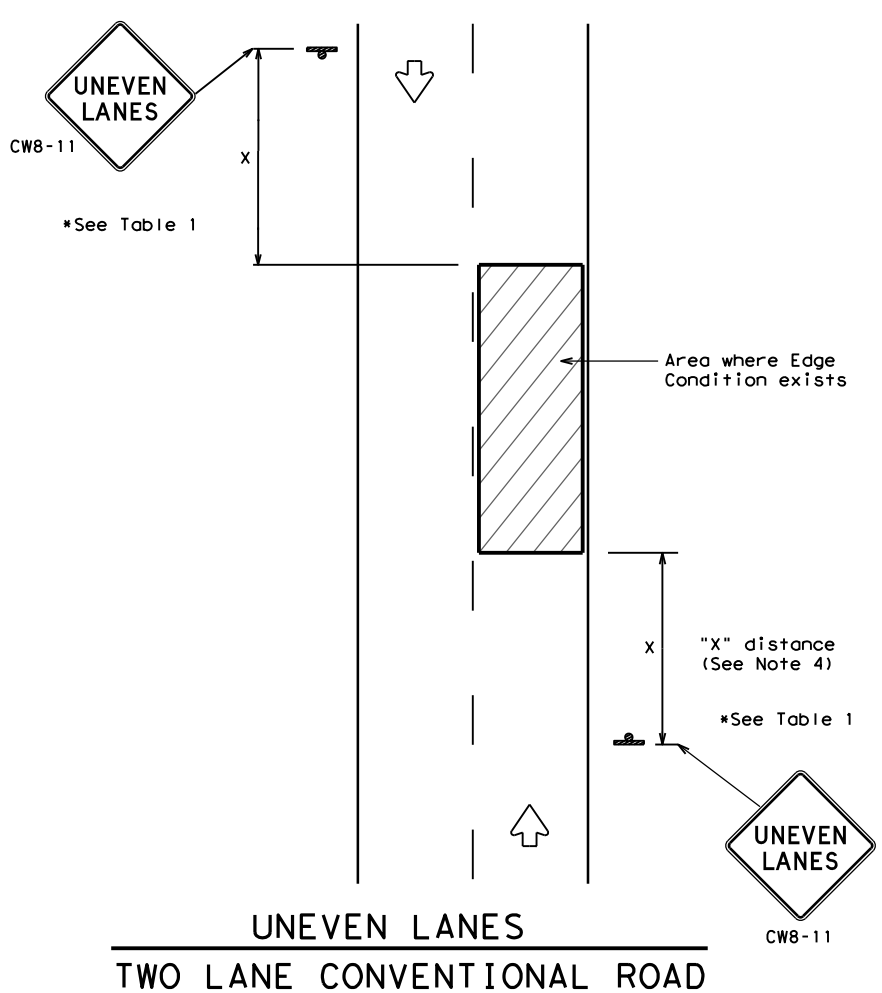 UNEVEN
LANES
CW8-11
X
*See Table 1
Area where Edge
Condition exists
X
"X" distance
(See Note 4)
*See Table 1
UNEVEN
LANES
CW8-11
UNEVEN LANES
TWO LANE CONVENTIONAL ROAD